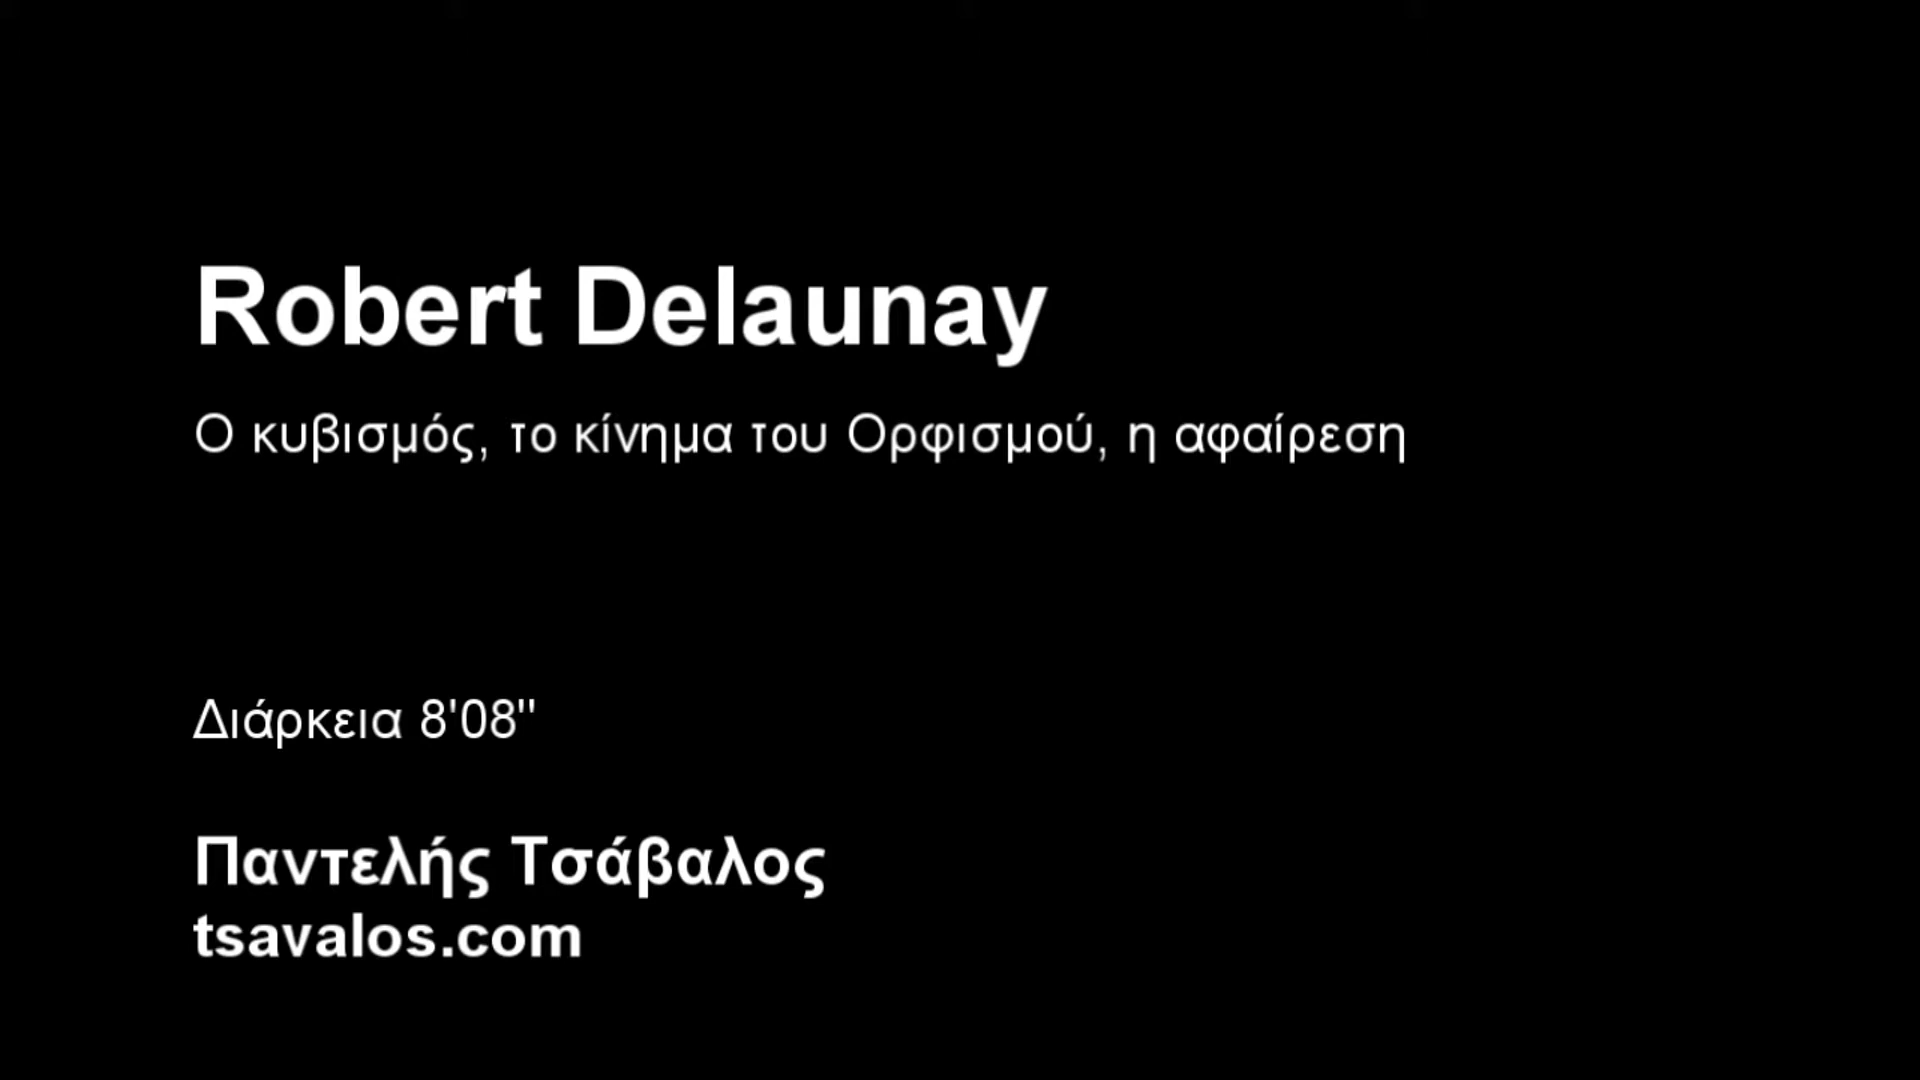 Robert Delaunay
Ο κυβισμός, το κίνημα του Ορφισμού, η αφαίρεση
Διάρκεια 8'08"
Παντελής Τσάβαλος
tsavalos.com